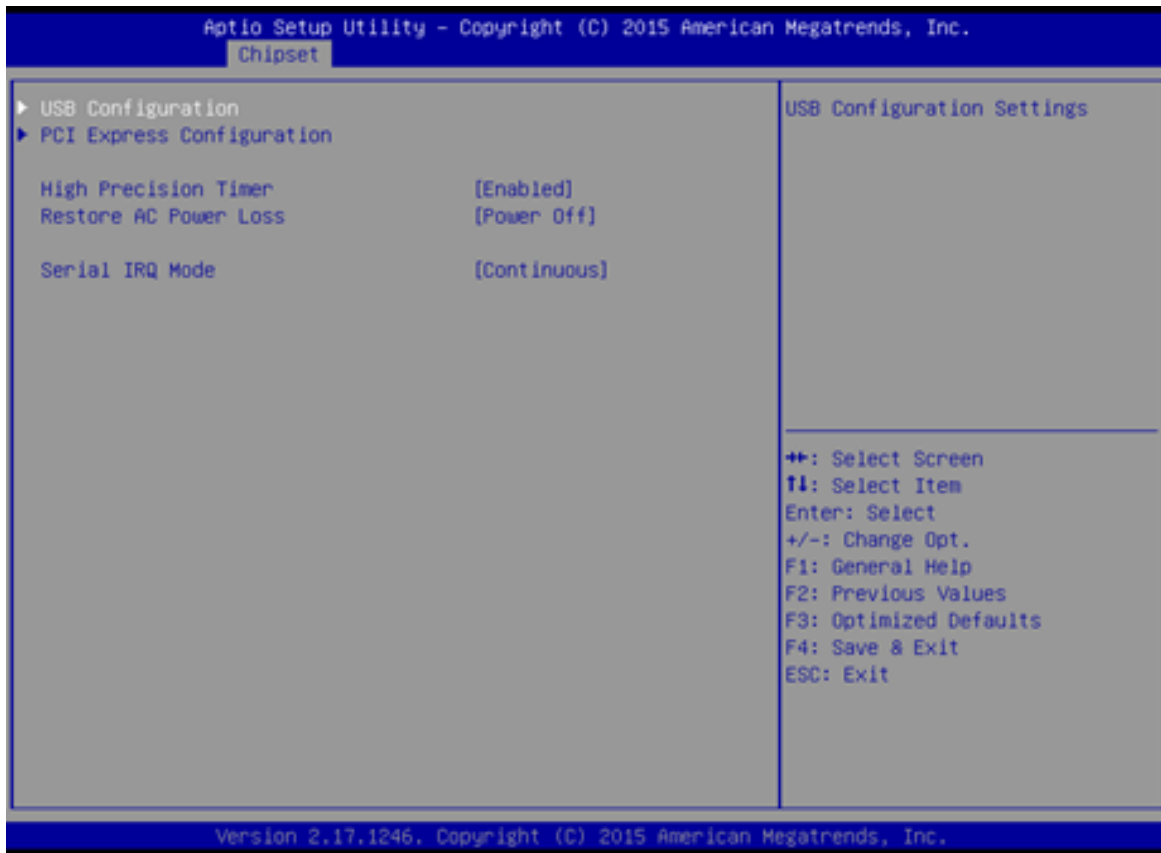 Aptio Setup Utility – Copyright (C) 2015 American Megatrends, Inc.
Chipset
▶ USB Configuration
▶ PCI Express Configuration
High Precision Timer [Enabled]
Restore AC Power Loss [Power Off]
Serial IRQ Mode [Continuous]
USB Configuration Settings
→←: Select Screen
↑↓: Select Item
Enter: Select
+/-: Change Opt.
F1: General Help
F2: Previous Values
F3: Optimized Defaults
F4: Save & Exit
ESC: Exit
Version 2.17.1246. Copyright (C) 2015 American Megatrends, Inc.